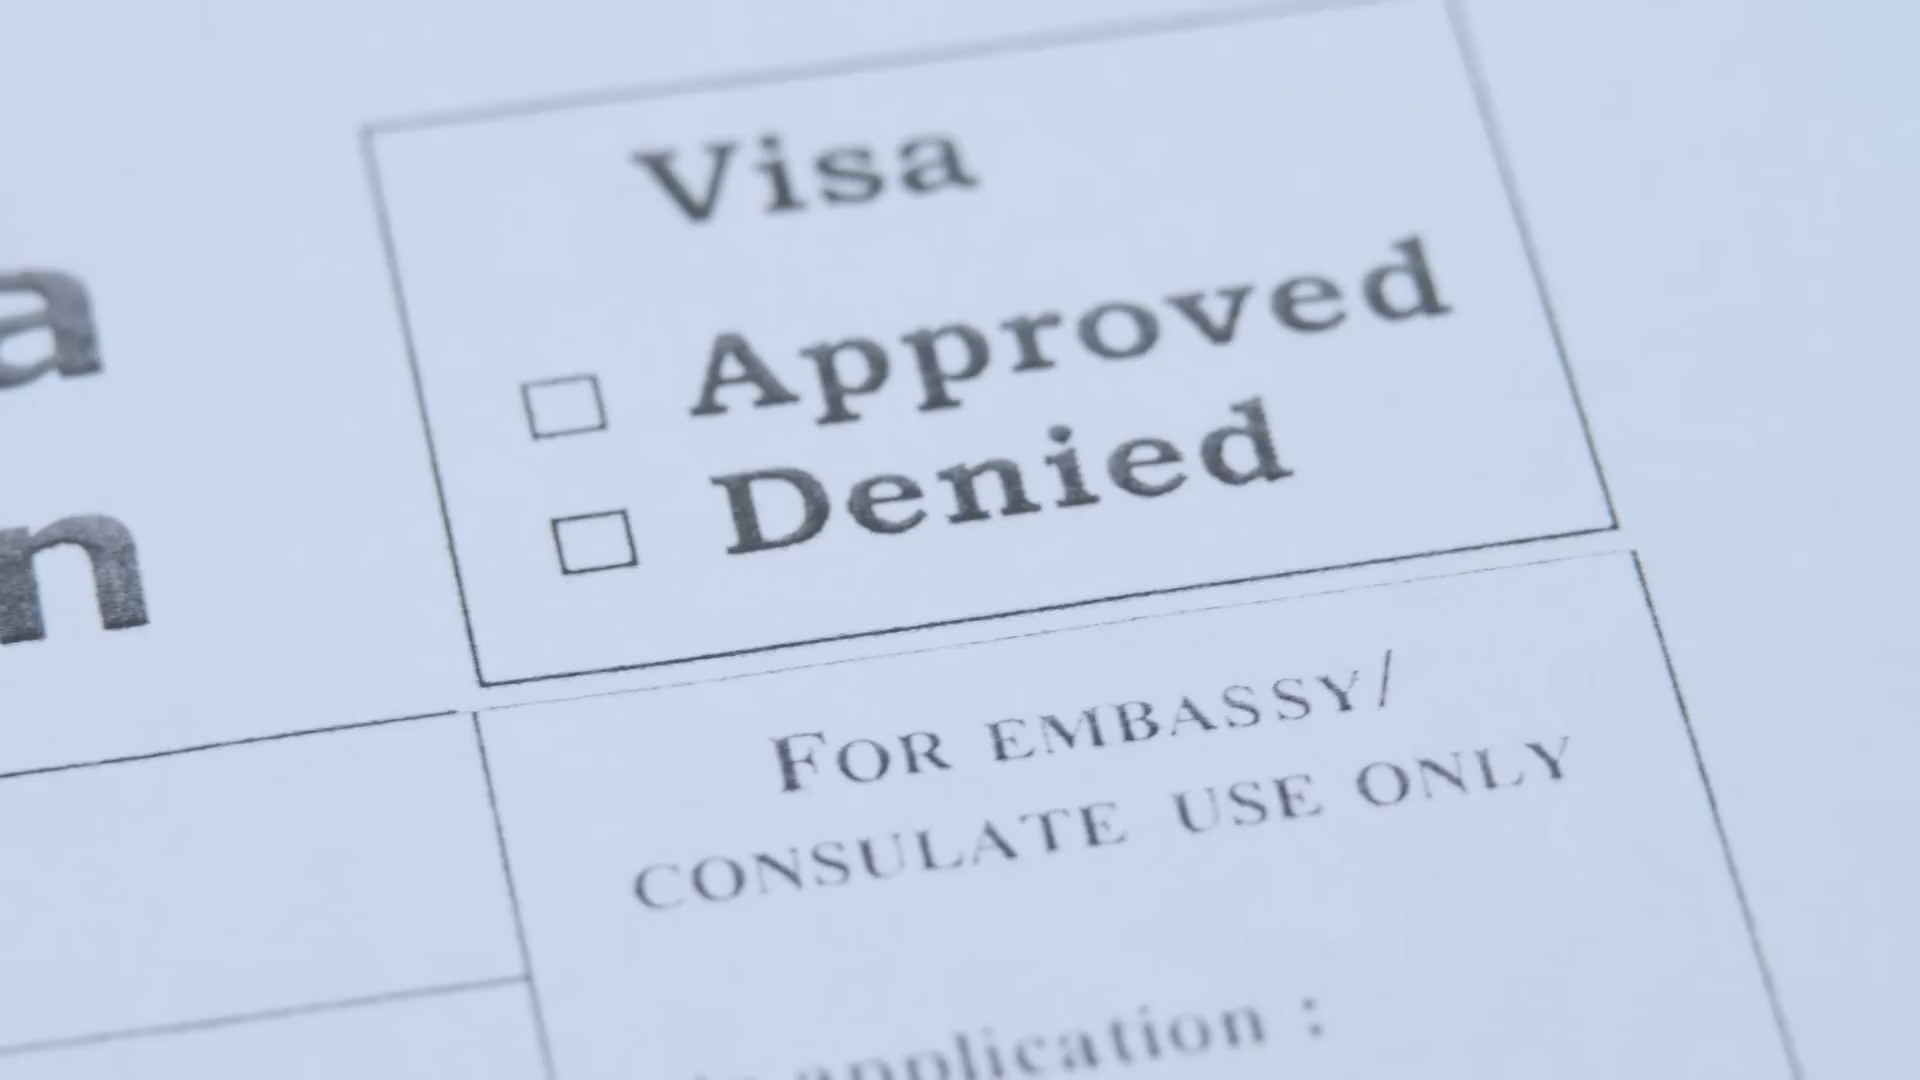 Visa
Approved
Denied
FOR EMBASSY/
CONSULATE USE ONLY
application :